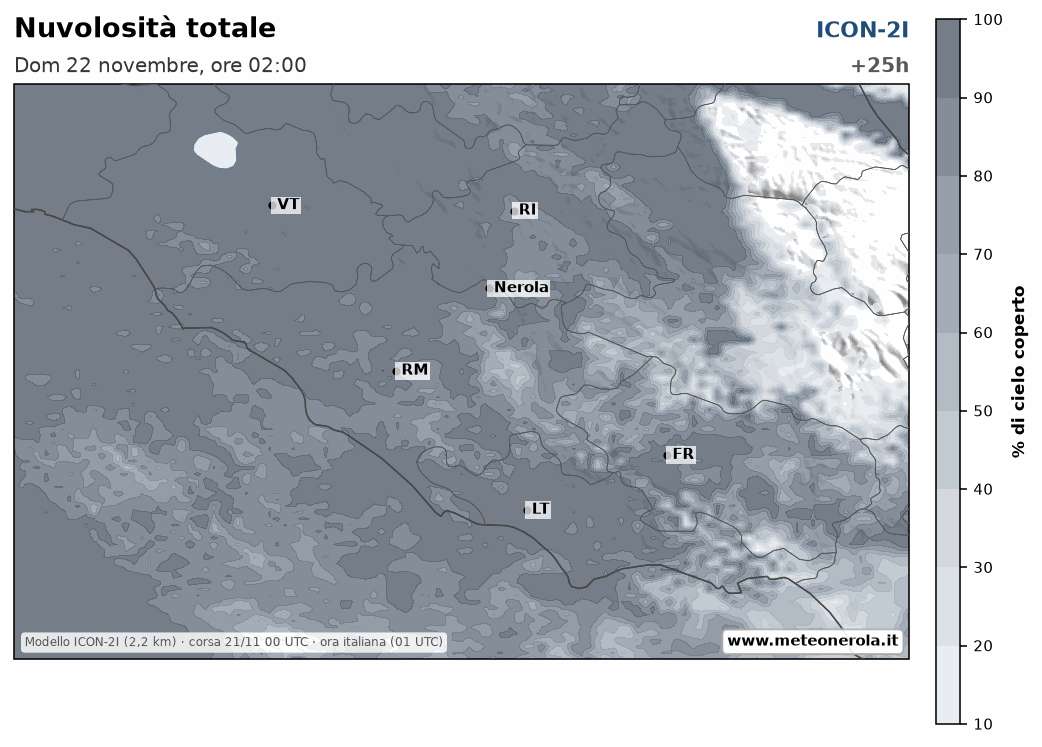 Nuvolosità totale
ICON-2I
Dom 22 novembre, ore 02:00
+25h
100
90
80
70
60
50
40
30
20
10
% di cielo coperto
VT
RI
Nerola
RM
FR
LT
Modello ICON-2I (2,2 km) · corsa 21/11 00 UTC · ora italiana (01 UTC)
www.meteonerola.it